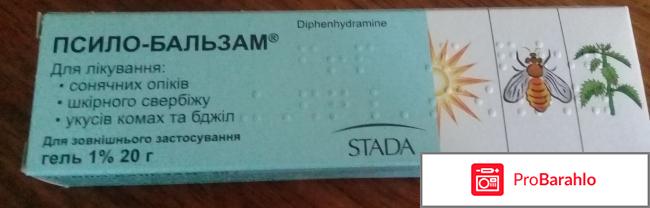 Diphenhydramine
ПСИЛО-БАЛЬЗАМ®
Для лікування:
• сонячних опіків
• шкірного свербіжу
• укусів комах та бджіл
Для зовнішнього застосування
гель 1% 20 г
STADA
ProBarahlo